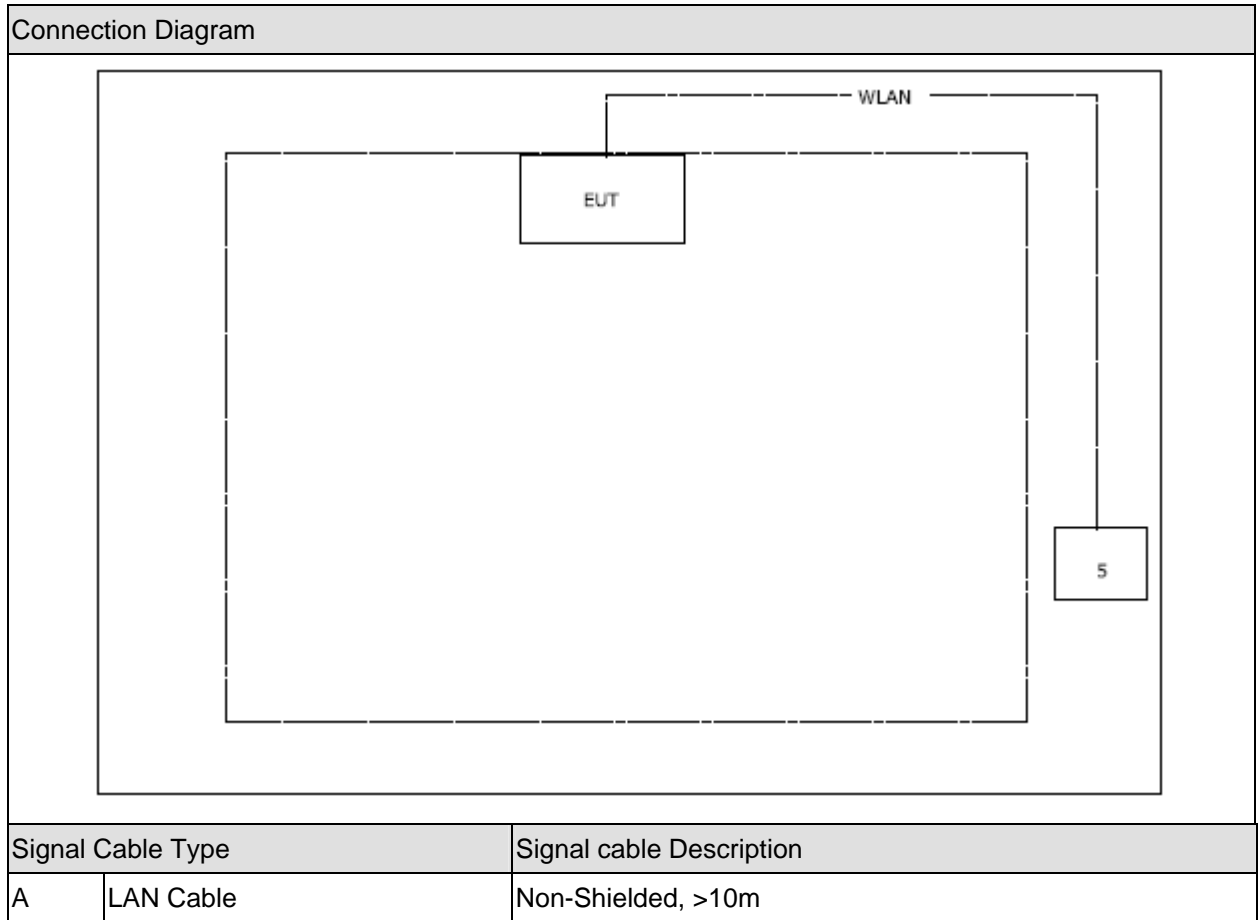 Connection Diagram
WLAN
EUT
5
Signal Cable Type Signal cable Description
A LAN Cable Non-Shielded, >10m